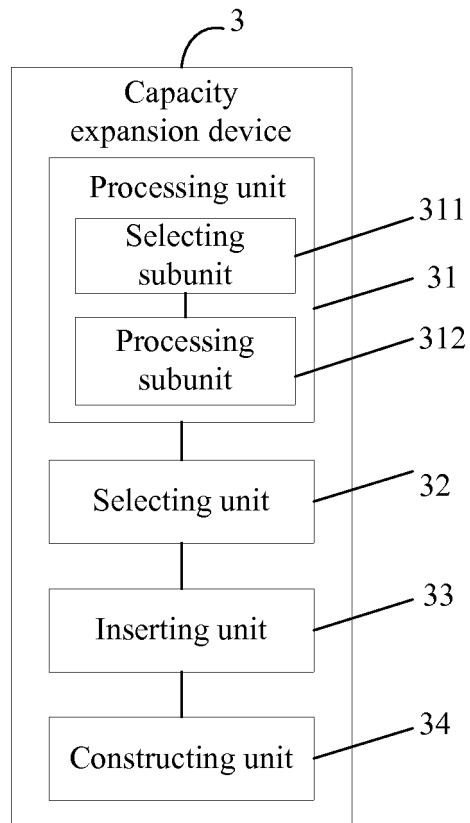 3
Capacity
expansion device
Processing unit
Selecting
subunit
311
31
Processing
subunit
312
Selecting unit
32
Inserting unit
33
Constructing unit
34